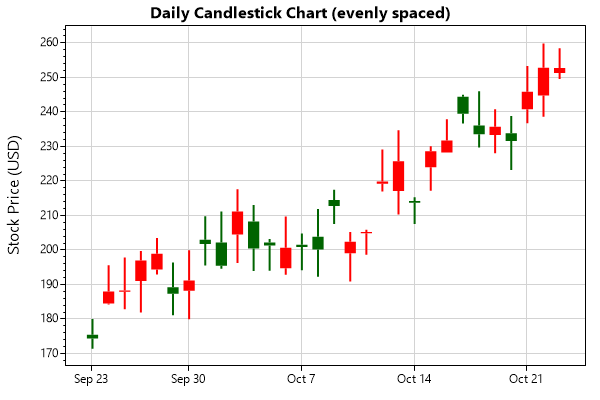 Daily Candlestick Chart (evenly spaced)
Stock Price (USD)
260
250
240
230
220
210
200
190
180
170
Sep 23
Sep 30
Oct 7
Oct 14
Oct 21